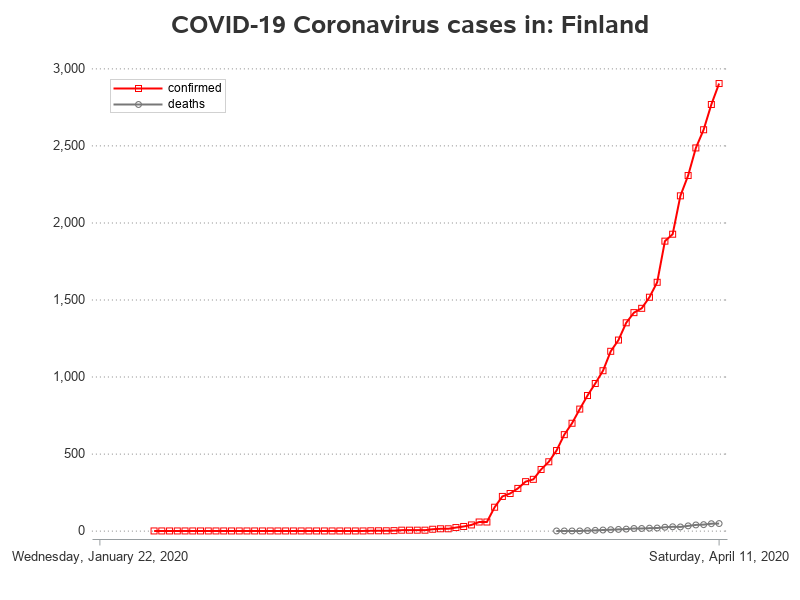 COVID-19 Coronavirus cases in: Finland
3,000
confirmed
deaths
2,500
2,000
1,500
1,000
500
0
Wednesday, January 22, 2020
Saturday, April 11, 2020